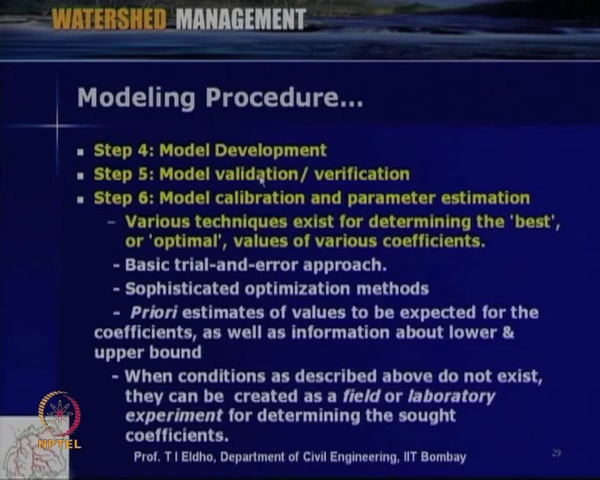 WATERSHED MANAGEMENT
Modeling Procedure...
Step 4: Model Development
Step 5: Model validation/ verification
Step 6: Model calibration and parameter estimation
– Various techniques exist for determining the 'best',
or 'optimal', values of various coefficients.
- Basic trial-and-error approach.
- Sophisticated optimization methods
- Priori estimates of values to be expected for the
coefficients, as well as information about lower &
upper bound
- When conditions as described above do not exist,
they can be created as a field or laboratory
experiment for determining the sought
coefficients.
NPTEL
Prof. T I Eldho, Department of Civil Engineering, IIT Bombay
29